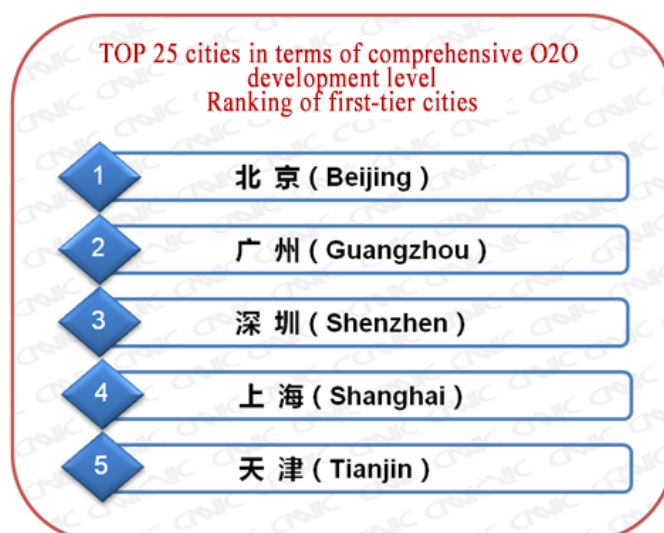 TOP 25 cities in terms of comprehensive O2O
development level
Ranking of first-tier cities
1 北 京 ( Beijing )
2 广 州 ( Guangzhou )
3 深 圳 ( Shenzhen )
4 上 海 ( Shanghai )
5 天 津 ( Tianjin )